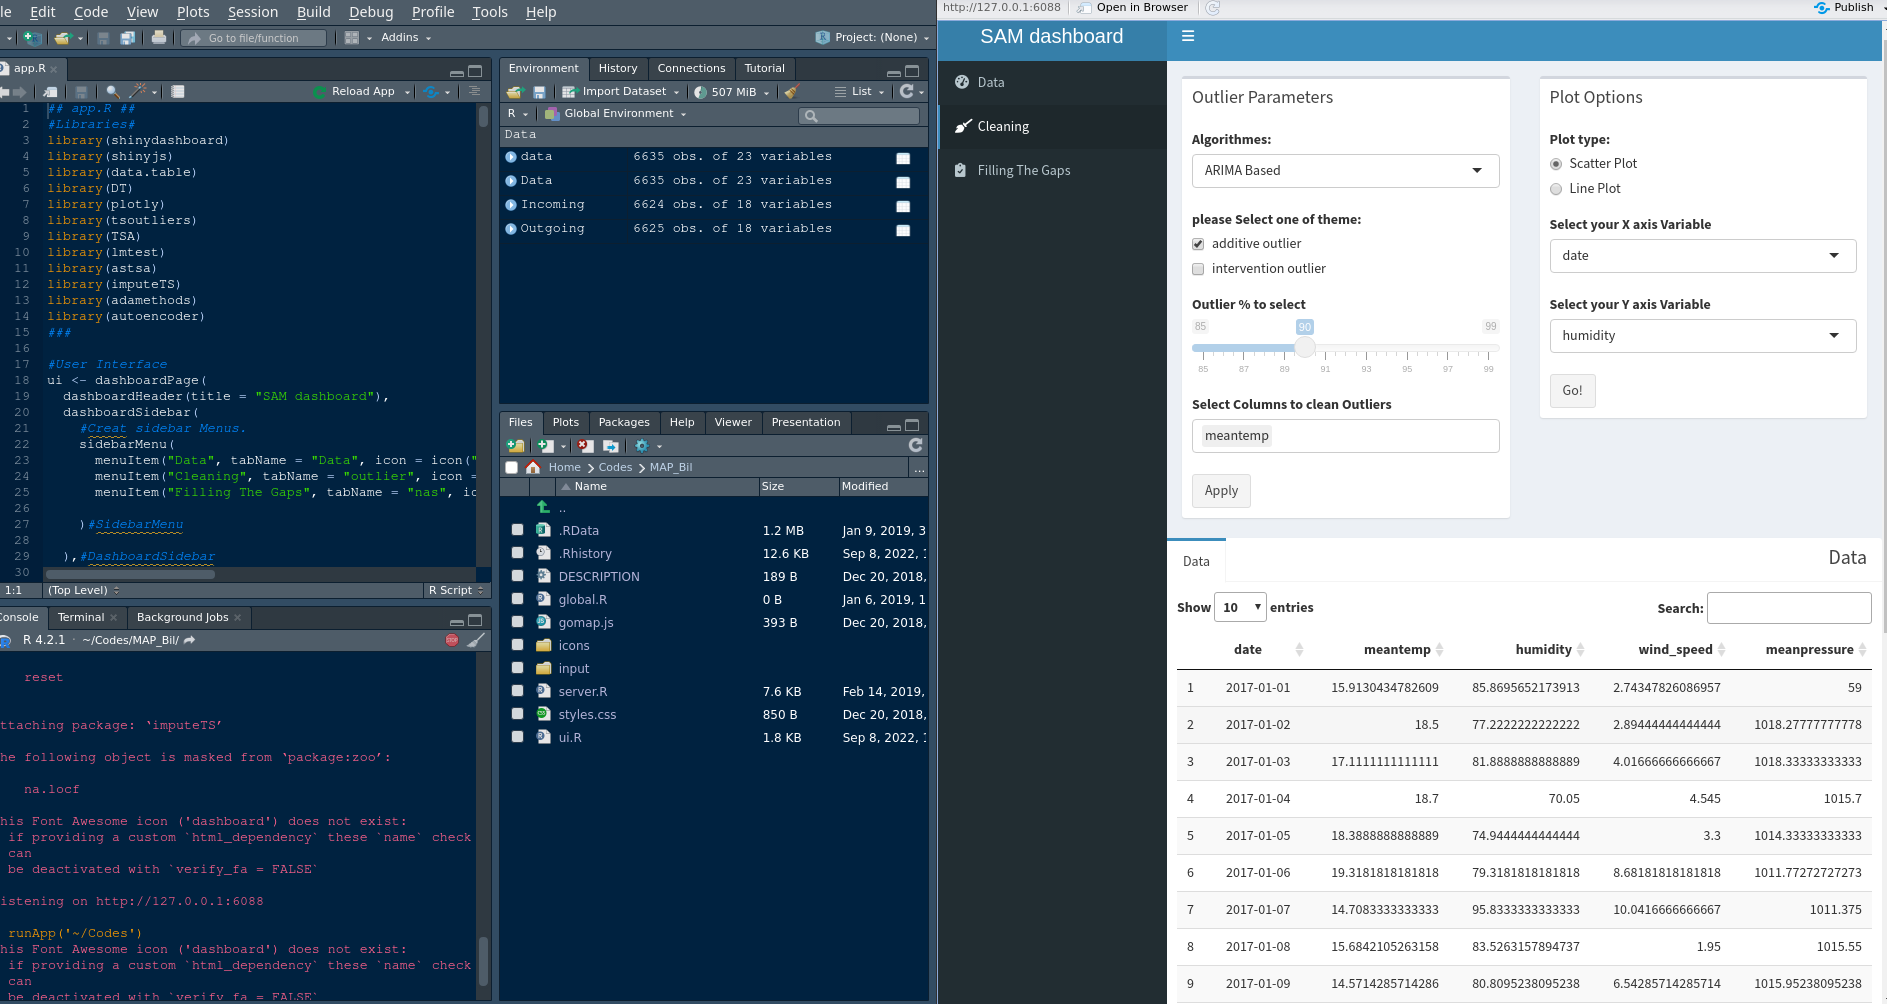 le Edit Code View Plots Session Build Debug Profile Tools Help
Go to file/function Addins Project: (None)
app.R
Reload App
1 ## app.R ##
2 #Libraries#
3 library(shinydashboard)
4 library(shinyjs)
5 library(data.table)
6 library(DT)
7 library(plotly)
8 library(tsoutliers)
9 library(TSA)
10 library(lmtest)
11 library(astsa)
12 library(imputeTS)
13 library(adamethods)
14 library(autoencoder)
15 ###
16
17 #User Interface
18 ui <- dashboardPage(
19 dashboardHeader(title = "SAM dashboard"),
20 dashboardSidebar(
21 #Creat sidebar Menus.
22 sidebarMenu(
23 menuItem("Data", tabName = "Data", icon = icon("
24 menuItem("Cleaning", tabName = "outlier", icon =
25 menuItem("Filling The Gaps", tabName = "nas", ic
26
27 )#SidebarMenu
28
29 ),#DashboardSidebar
30
1:1 (Top Level) R Script
Console Terminal Background Jobs
R 4.2.1 · ~/Codes/MAP_Bil/
reset
ttaching package: ‘imputeTS’
he following object is masked from ‘package:zoo’:
na.locf
his Font Awesome icon ('dashboard') does not exist:
if providing a custom `html_dependency` these `name` check
can
be deactivated with `verify_fa = FALSE`
istening on http://127.0.0.1:6088
runApp('~/Codes')
his Font Awesome icon ('dashboard') does not exist:
if providing a custom `html_dependency` these `name` check
can
be deactivated with `verify_fa = FALSE`
Environment History Connections Tutorial
Import Dataset 507 MiB List
R Global Environment
Data
data 6635 obs. of 23 variables
Data 6635 obs. of 23 variables
Incoming 6624 obs. of 18 variables
Outgoing 6625 obs. of 18 variables
Files Plots Packages Help Viewer Presentation
Home Codes MAP_Bil ...
Name Size Modified
..
.RData 1.2 MB Jan 9, 2019, 3
.Rhistory 12.6 KB Sep 8, 2022, 1
DESCRIPTION 189 B Dec 20, 2018,
global.R 0 B Jan 6, 2019, 1
gomap.js 393 B Dec 20, 2018,
icons
input
server.R 7.6 KB Feb 14, 2019,
styles.css 850 B Dec 20, 2018,
ui.R 1.8 KB Sep 8, 2022, 1
http://127.0.0.1:6088 Open in Browser Publish
SAM dashboard
Data
Cleaning
Filling The Gaps
Outlier Parameters
Algorithmes:
ARIMA Based
please Select one of theme:
additive outlier
intervention outlier
Outlier % to select
85 90 99
85 87 89 91 93 95 97 99
Select Columns to clean Outliers
meantemp
Apply
Plot Options
Plot type:
Scatter Plot
Line Plot
Select your X axis Variable
date
Select your Y axis Variable
humidity
Go!
Data Data
Show 10 entries Search:
date meantemp humidity wind_speed meanpressure
1 2017-01-01 15.9130434782609 85.8695652173913 2.74347826086957 59
2 2017-01-02 18.5 77.2222222222222 2.89444444444444 1018.27777777778
3 2017-01-03 17.1111111111111 81.8888888888889 4.01666666666667 1018.33333333333
4 2017-01-04 18.7 70.05 4.545 1015.7
5 2017-01-05 18.3888888888889 74.9444444444444 3.3 1014.33333333333
6 2017-01-06 19.3181818181818 79.3181818181818 8.68181818181818 1011.77272727273
7 2017-01-07 14.7083333333333 95.8333333333333 10.0416666666667 1011.375
8 2017-01-08 15.6842105263158 83.5263157894737 1.95 1015.55
9 2017-01-09 14.5714285714286 80.8095238095238 6.54285714285714 1015.95238095238